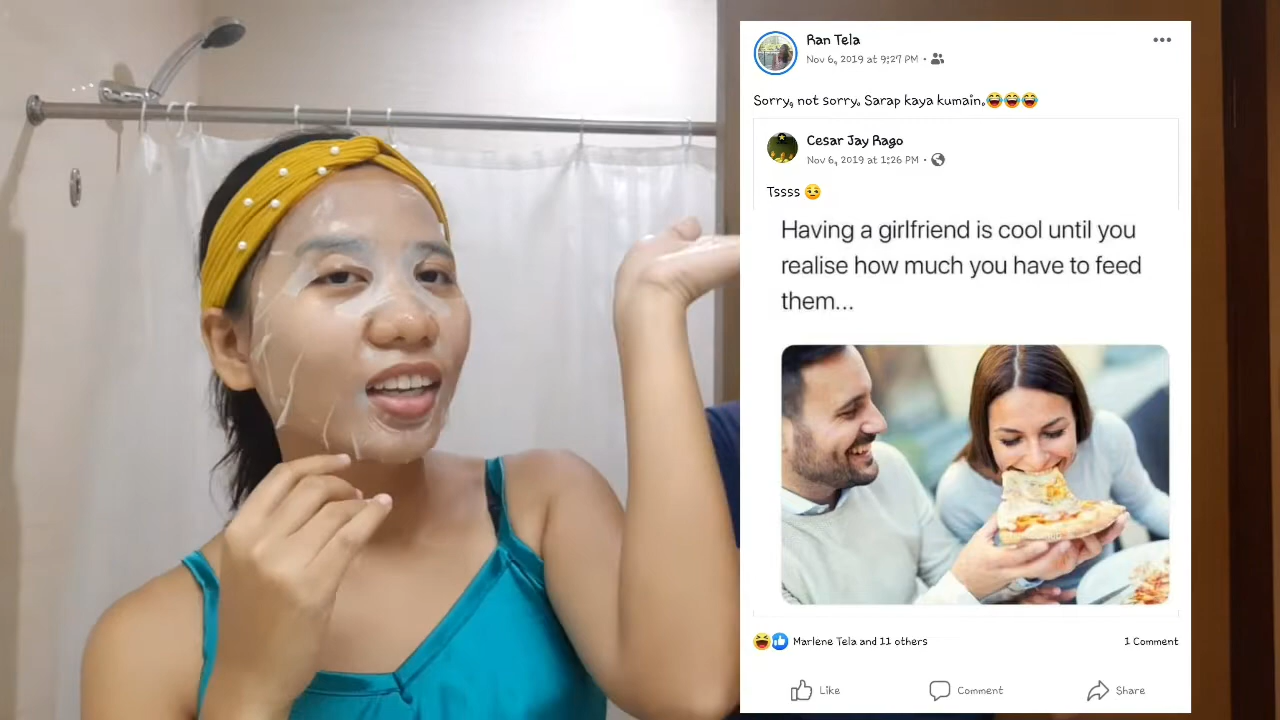 Ran Tela
Nov 6, 2019 at 9:27 PM
Sorry, not sorry. Sarap kaya kumain.😂😂😂
Cesar Jay Rago
Nov 6, 2019 at 1:26 PM
Tssss 😒
Having a girlfriend is cool until you
realise how much you have to feed
them...
Marlene Tela and 11 others 1 Comment
Like Comment Share